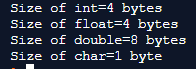 Size of int=4 bytes
Size of float=4 bytes
Size of double=8 bytes
Size of char=1 byte